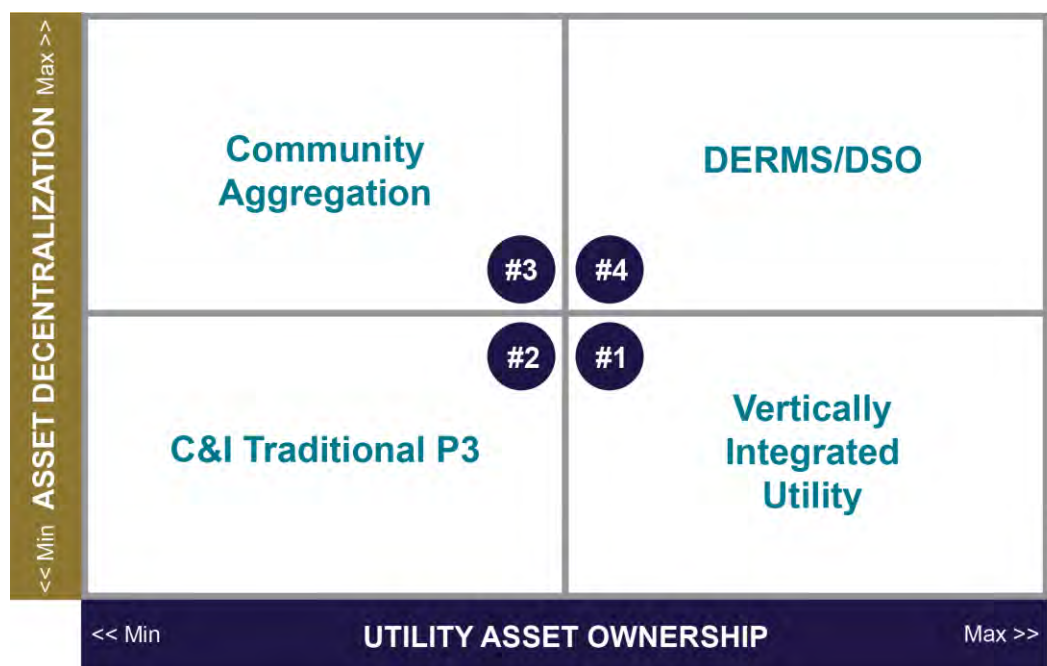 << Min ASSET DECENTRALIZATION Max >>
Community
Aggregation
DERMS/DSO
#3
#4
#2
#1
C&I Traditional P3
Vertically
Integrated
Utility
<< Min
UTILITY ASSET OWNERSHIP
Max >>